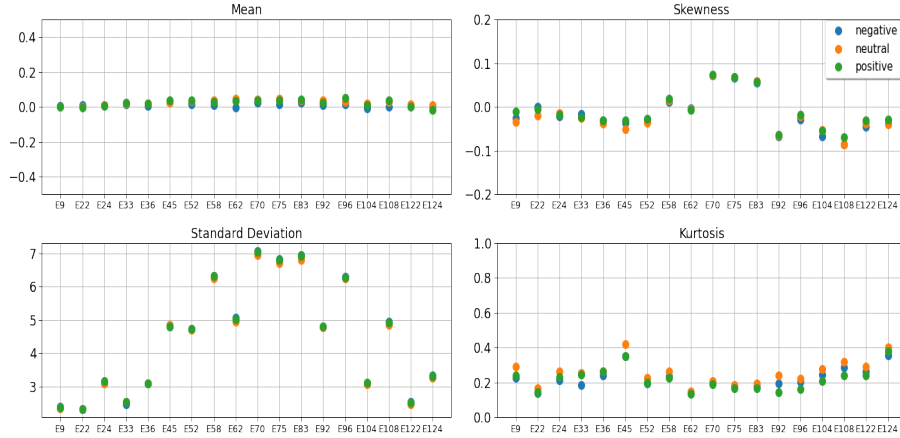 Mean
0.4
0.2
0.0
−0.2
−0.4
E9 E22 E24 E33 E36 E45 E52 E58 E62 E70 E75 E83 E92 E96 E104 E108 E122 E124
Skewness
0.2
0.1
0.0
−0.1
−0.2
negative
neutral
positive
E9 E22 E24 E33 E36 E45 E52 E58 E62 E70 E75 E83 E92 E96 E104 E108 E122 E124
Standard Deviation
7
6
5
4
3
E9 E22 E24 E33 E36 E45 E52 E58 E62 E70 E75 E83 E92 E96 E104 E108 E122 E124
Kurtosis
1.0
0.8
0.6
0.4
0.2
0.0
E9 E22 E24 E33 E36 E45 E52 E58 E62 E70 E75 E83 E92 E96 E104 E108 E122 E124